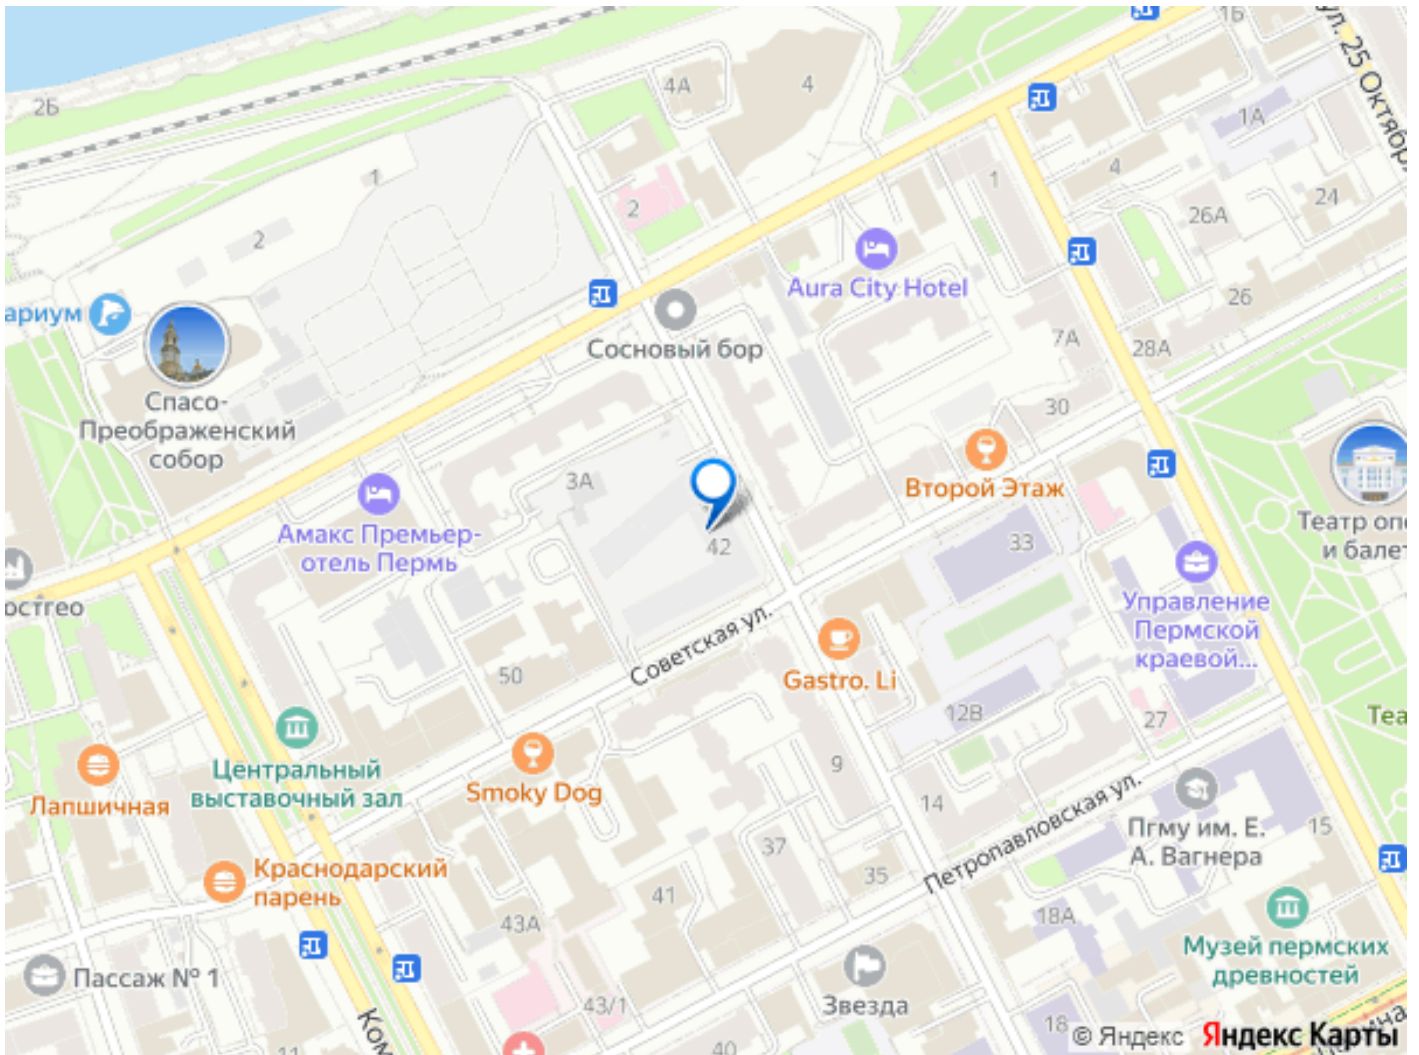 1Б
ул. 25 Октября
2Б
4А
4
1А
1
4
24
2
26А
2
1
ариум
Aura City Hotel
26
7А
28А
Сосновый бор
Спасо-
Преображенский
собор
30
3А
Второй Этаж
Амакс Премьер-
отель Пермь
42
33
Театр опе
и балет
остгео
Управление
Пермской
краевой...
Советская ул.
50
Gastro. Li
12В
27
Теа
Центральный
выставочный зал
9
Лапшичная
Smoky Dog
14
Петропавловская ул.
Пгму им. Е.
А. Вагнера
15
37
Краснодарский
парень
35
41
43А
18А
Музей пермских
древностей
Пассаж № 1
Звезда
43/1
Ком
18
11
40
© Яндекс Яндекс Карты